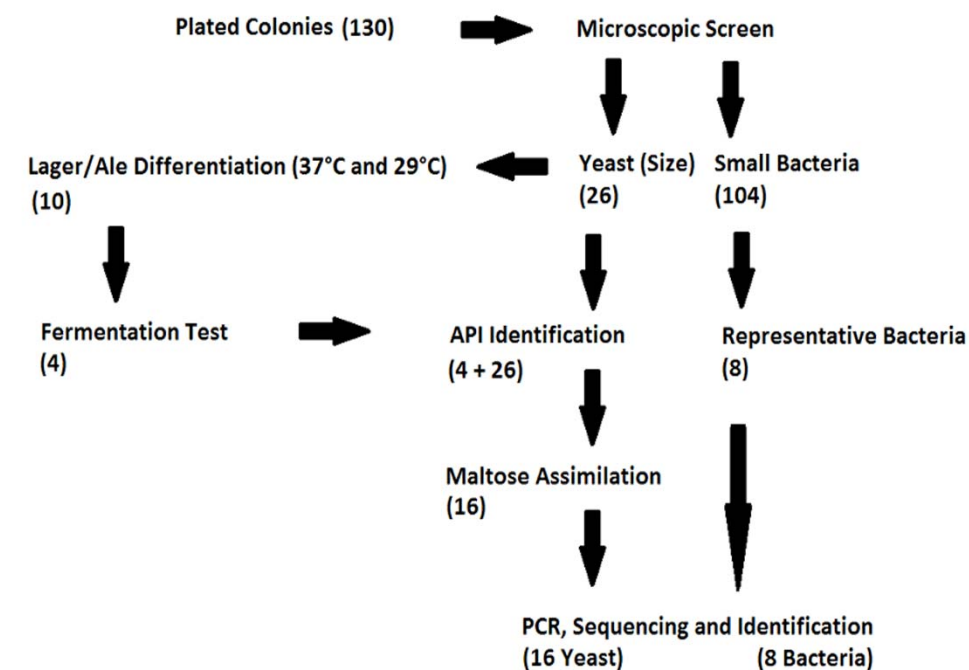 Plated Colonies (130)
Microscopic Screen
Lager/Ale Differentiation (37°C and 29°C)
(10)
Yeast (Size)
(26)
Small Bacteria
(104)
Fermentation Test
(4)
API Identification
(4 + 26)
Representative Bacteria
(8)
Maltose Assimilation
(16)
PCR, Sequencing and Identification
(16 Yeast) (8 Bacteria)